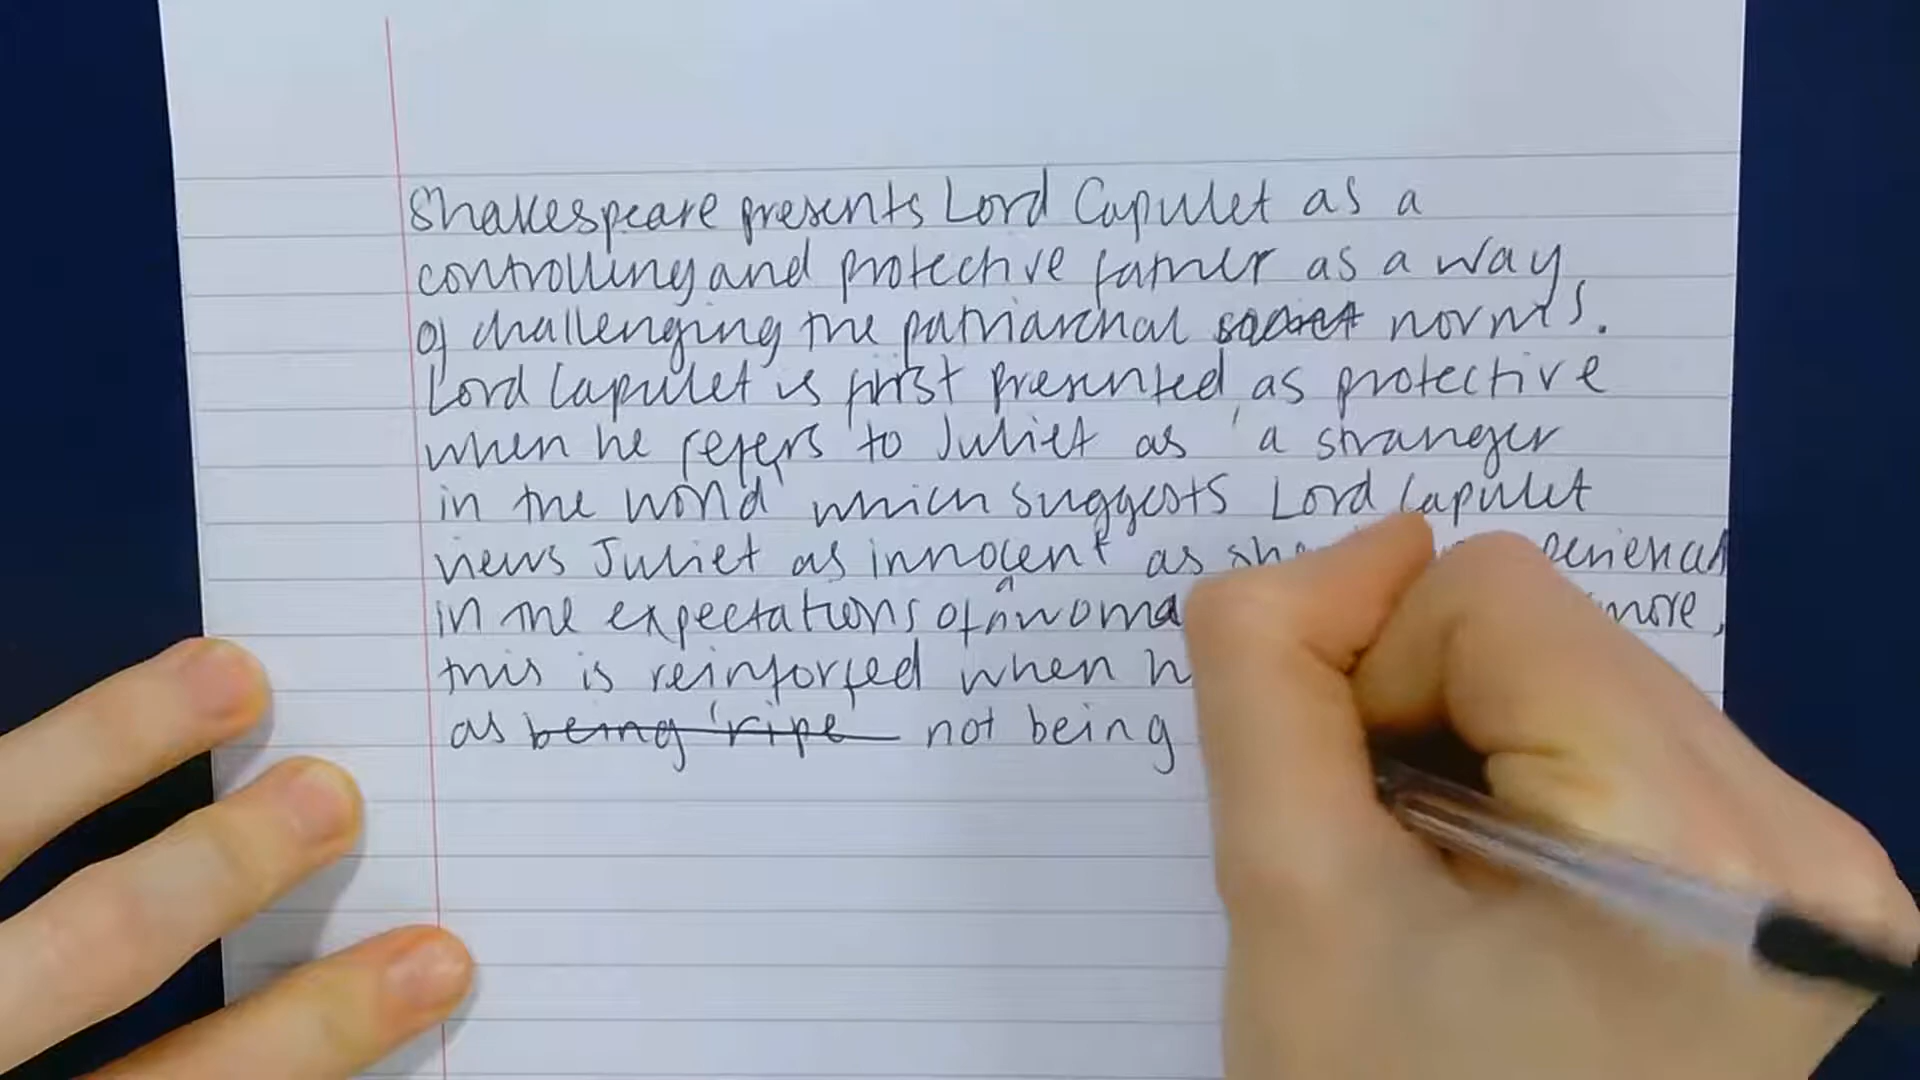 Shakespeare presents Lord Capulet as a
controlling and protective father as a way
of challenging the patriarchal norms.
Lord Capulet is first presented as protective
when he refers to Juliet as 'a stranger
in the world' which suggests Lord Capulet
views Juliet as innocent as
in the expectations of a
this is reinforced when
as being 'ripe' not being